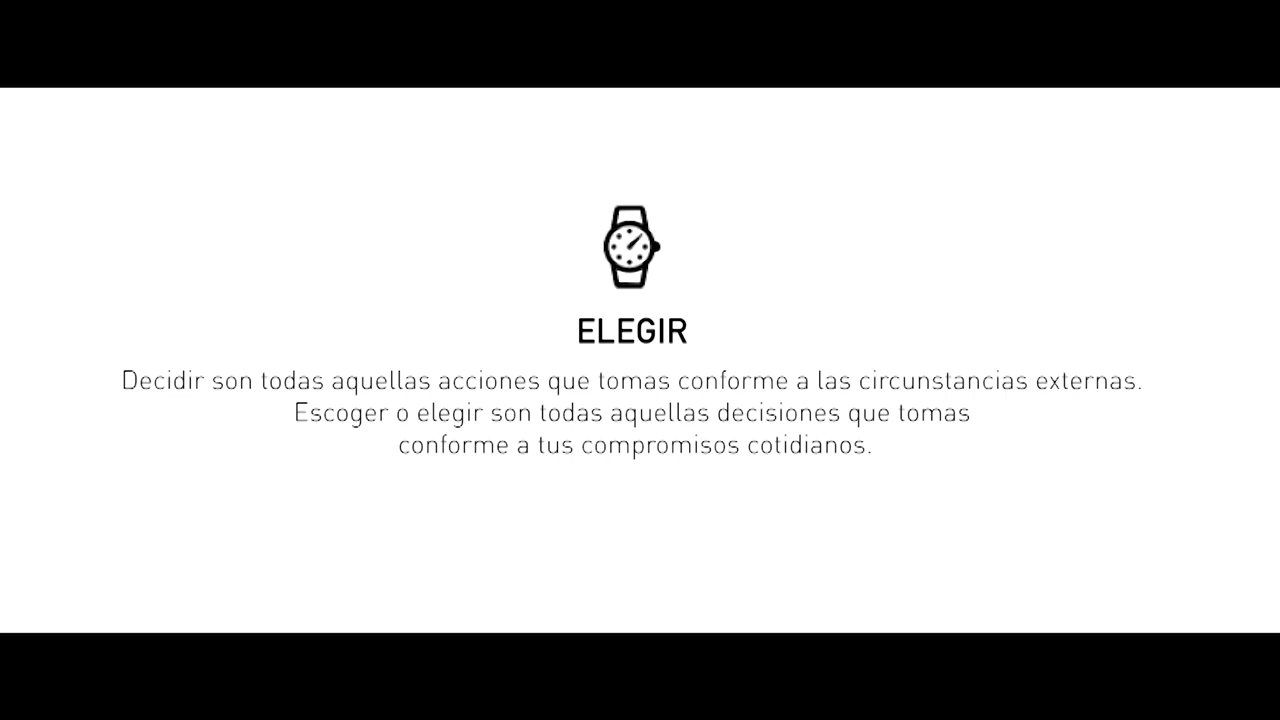 ELEGIR
Decidir son todas aquellas acciones que tomas conforme a las circunstancias externas.
Escoger o elegir son todas aquellas decisiones que tomas
conforme a tus compromisos cotidianos.